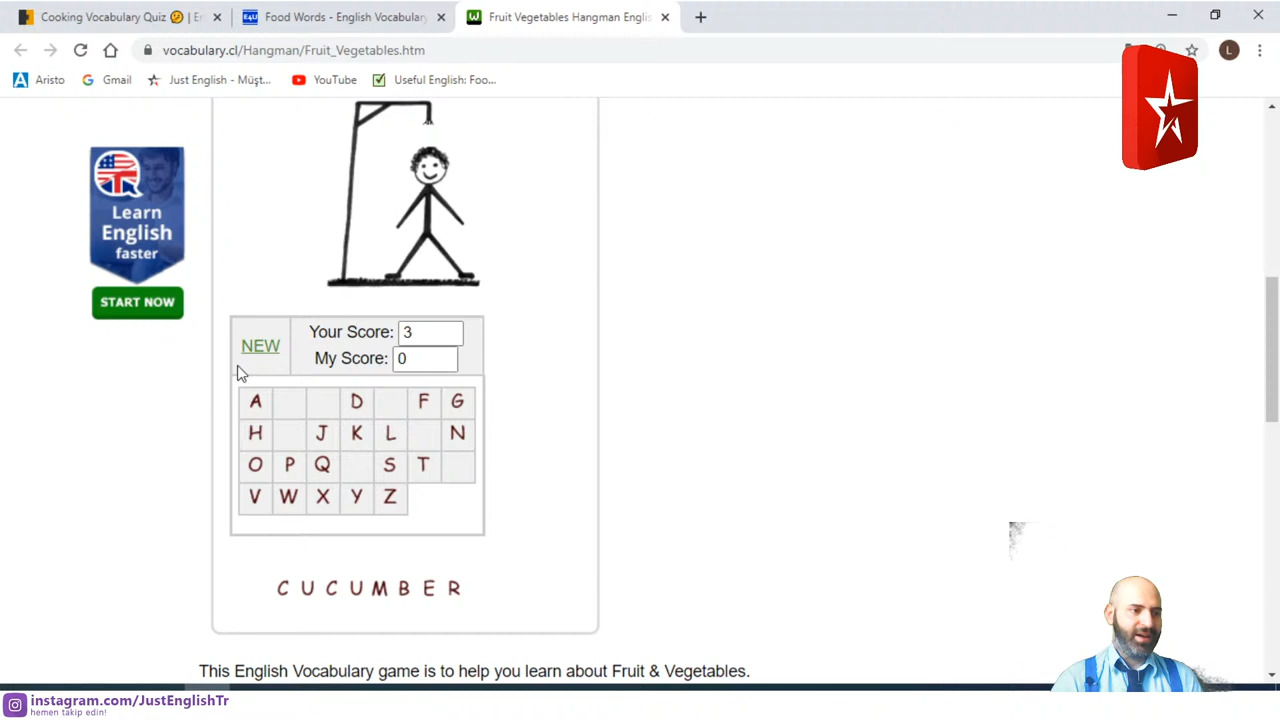 Cooking Vocabulary Quiz 🤔 | En
Food Words - English Vocabulary
Fruit Vegetables Hangman Englis
vocabulary.cl/Hangman/Fruit_Vegetables.htm
L
Aristo
Gmail
Just English - Müşt...
YouTube
Useful English: Foo...
Learn
English
faster
START NOW
NEW
Your Score: 3
My Score: 0
A D F G
H J K L N
O P Q S T
V W X Y Z
C U C U M B E R
This English Vocabulary game is to help you learn about Fruit & Vegetables.
instagram.com/JustEnglishTr
hemen takip edin!